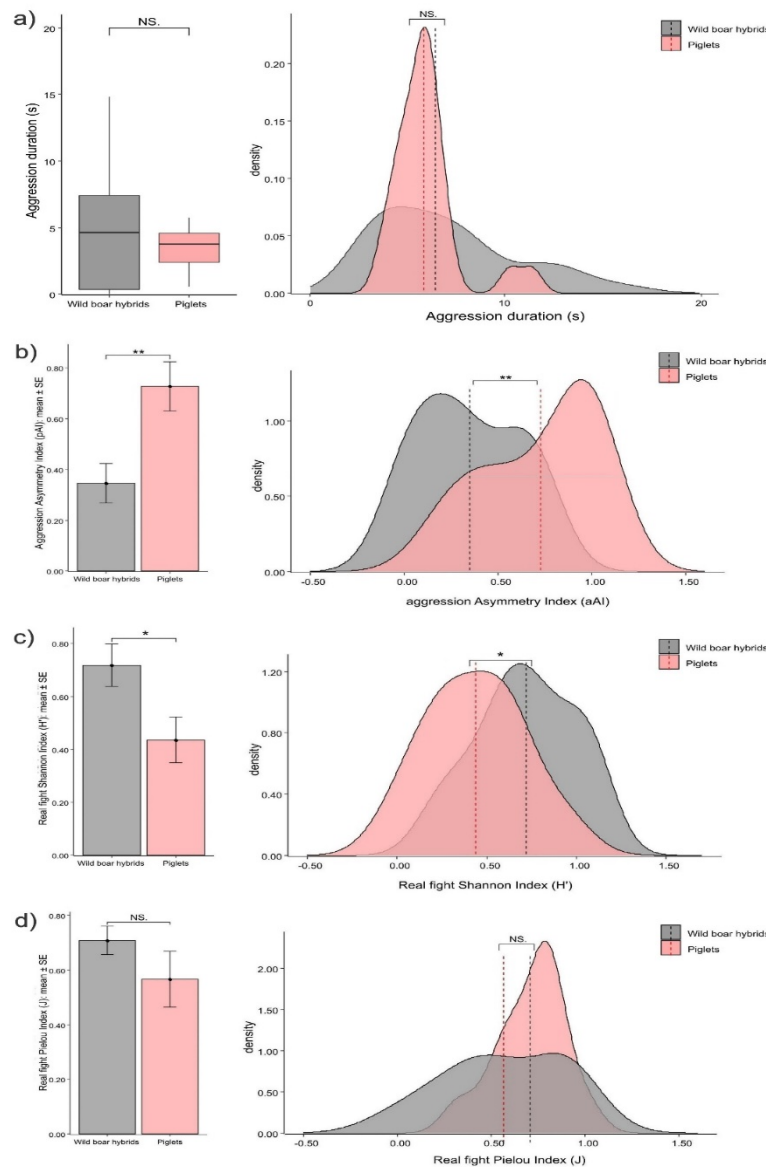 a)
NS.
Aggression duration (s)
20
15
10
5
0
Wild boar hybrids
Piglets
NS.
Wild boar hybrids
Piglets
density
0.20
0.15
0.10
0.05
0.00
0
10
20
Aggression duration (s)
b)
**
Aggression Asymmetry Index (pAI): mean ± SE
0.80
0.60
0.40
0.20
0.00
Wild boar hybrids
Piglets
**
Wild boar hybrids
Piglets
density
1.00
0.50
0.00
-0.50
0.00
0.50
1.00
1.50
aggression Asymmetry Index (aAI)
c)
*
Real fight Shannon Iindex (H'): mean ± SE
0.80
0.60
0.40
0.20
0.00
Wild boar hybrids
Piglets
*
Wild boar hybrids
Piglets
density
1.20
0.80
0.40
0.00
-0.50
0.00
0.50
1.00
1.50
Real fight Shannon Index (H')
d)
NS.
Real fight Pielou Index (J): mean ± SE
0.80
0.60
0.40
0.20
0.00
Wild boar hybrids
Piglets
NS.
Wild boar hybrids
Piglets
density
2.00
1.50
1.00
0.50
0.00
-0.50
0.00
0.50
1.00
1.50
Real fight Pielou Index (J)